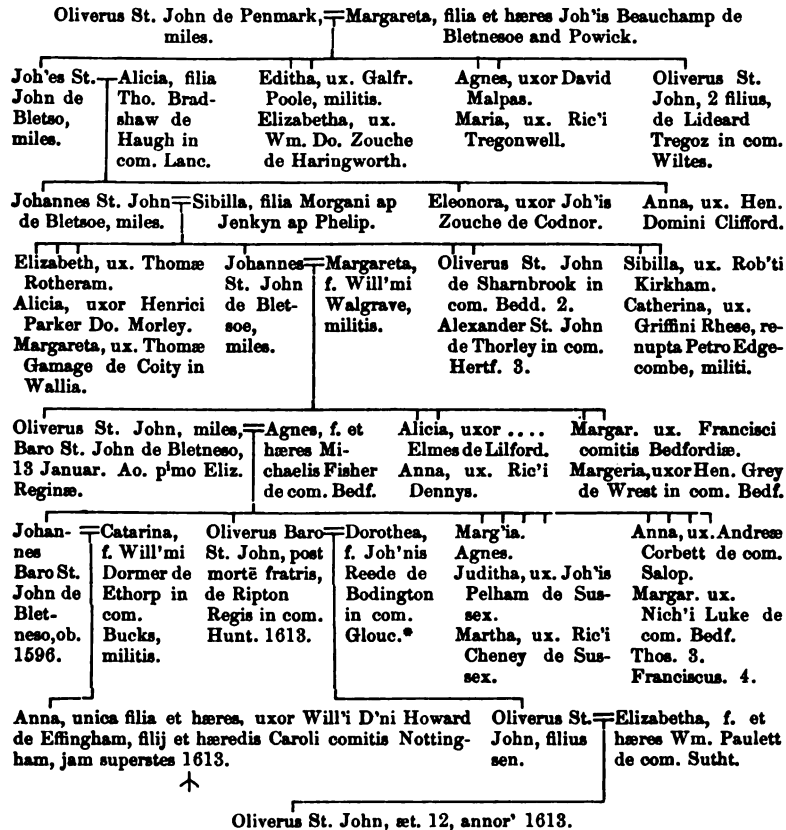 Oliverus St. John de Penmark, miles.
Margareta, filia et hæres Joh'is Beauchamp de Bletnesoe and Powick.
Joh'es St. John de Bletso, miles.
Alicia, filia Tho. Bradshaw de Haugh in com. Lanc.
Editha, ux. Galfr. Poole, militis.
Elizabetha, ux. Wm. Do. Zouche de Haringworth.
Agnes, uxor David Malpas.
Maria, ux. Ric'i Tregonwell.
Oliverus St. John, 2 filius, de Lideard Tregoz in com. Wiltes.
Johannes St. John de Bletsoe, miles.
Sibilla, filia Morgani ap Jenkyn ap Phelip.
Eleonora, uxor Joh'is Zouche de Codnor.
Anna, ux. Hen. Domini Clifford.
Elizabeth, ux. Thomæ Rotheram.
Alicia, uxor Henrici Parker Do. Morley.
Margareta, ux. Thomæ Gamage de Coity in Wallia.
Johannes St. John de Bletsoe, miles.
Margareta, f. Will'mi Walgrave, militis.
Oliverus St. John de Sharnbrook in com. Bedd. 2.
Alexander St. John de Thorley in com. Hertf. 3.
Sibilla, ux. Rob'ti Kirkham.
Catherina, ux. Griffini Rhese, renupta Petro Edgecombe, militi.
Oliverus St. John, miles, Baro St. John de Bletneso, 13 Januar. Ao. p'mo Eliz. Reginæ.
Agnes, f. et hæres Michaelis Fisher de com. Bedf.
Alicia, uxor .... Elmes de Lilford.
Anna, ux. Ric'i Dennys.
Margar. ux. Francisci comitis Bedfordiæ.
Margeria, uxor Hen. Grey de Wrest in com. Bedf.
Johannes Baro St. John de Bletneso, ob. 1596.
Catarina, f. Will'mi Dormer de Ethorp in com. Bucks, militis.
Oliverus Baro St. John, post mortē fratris, de Ripton Regis in com. Hunt. 1613.
Dorothea, f. Joh'nis Reede de Bodington in com. Glouc.*
Marg'ia.
Agnes.
Juditha, ux. Joh'is Pelham de Sussex.
Martha, ux. Ric'i Cheney de Sussex.
Anna, ux. Andreæ Corbett de com. Salop.
Margar. ux. Nich'i Luke de com. Bedf.
Thos. 3.
Franciscus. 4.
Anna, unica filia et hæres, uxor Will'i D'ni Howard de Effingham, filij et hæredis Caroli comitis Nottingham, jam superstes 1613.
Oliverus St. John, filius sen.
Elizabetha, f. et hæres Wm. Paulett de com. Sutht.
Oliverus St. John, æt. 12, annor' 1613.